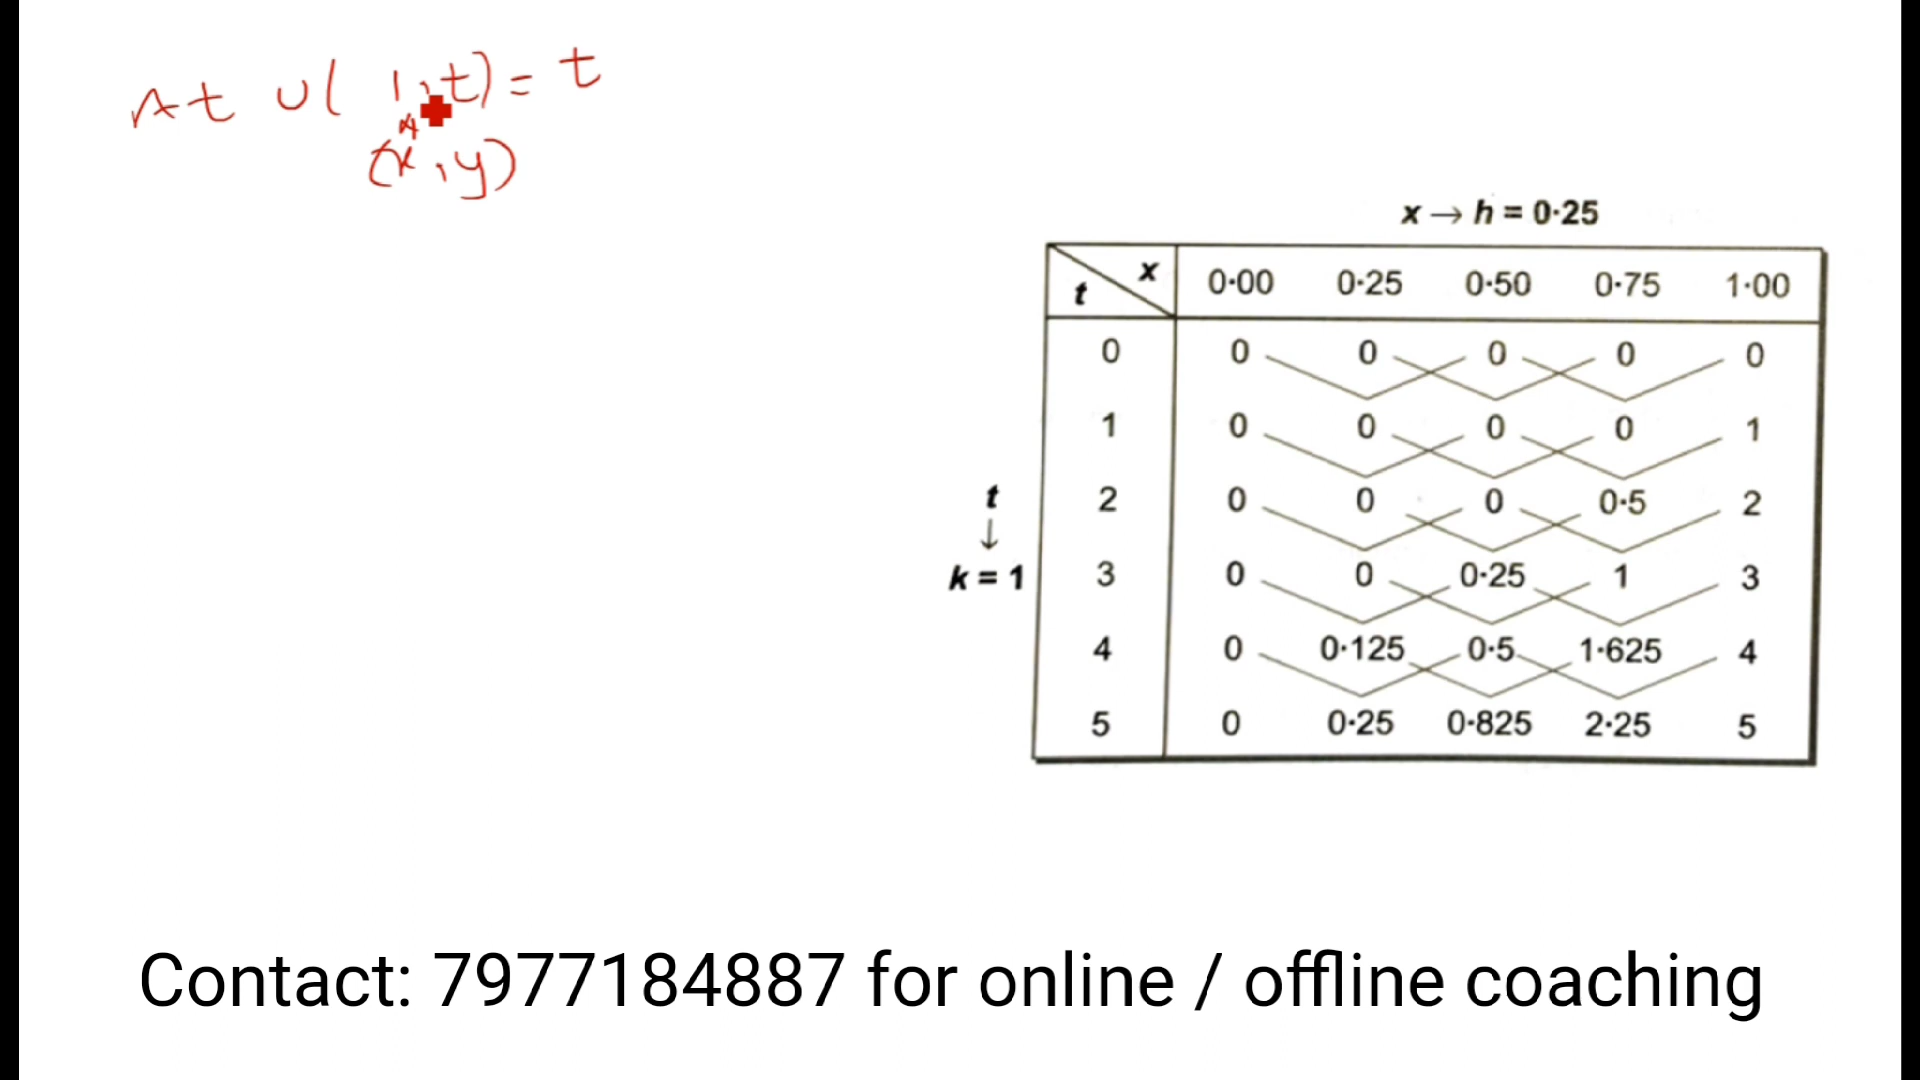 At u( 1,t) = t
(x,y)
x → h = 0·25
t x 0·00 0·25 0·50 0·75 1·00
0 0 0 0 0 0
1 0 0 0 0 1
2 0 0 0 0·5 2
3 0 0 0·25 1 3
4 0 0·125 0·5 1·625 4
5 0 0·25 0·825 2·25 5
t
↓
k = 1
Contact: 7977184887 for online / offline coaching